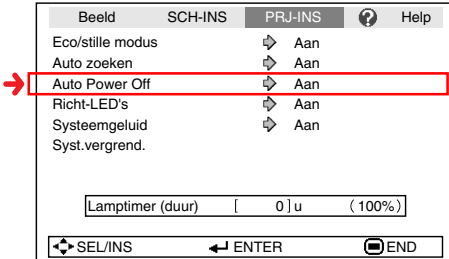 Beeld SCH-INS PRJ-INS ? Help
Eco/stille modus Aan
Auto zoeken Aan
Auto Power Off Aan
Richt-LED's Aan
Systeemgeluid Aan
Syst.vergrend.
Lamptimer (duur) [ 0] u (100%)
SEL/INS ENTER END